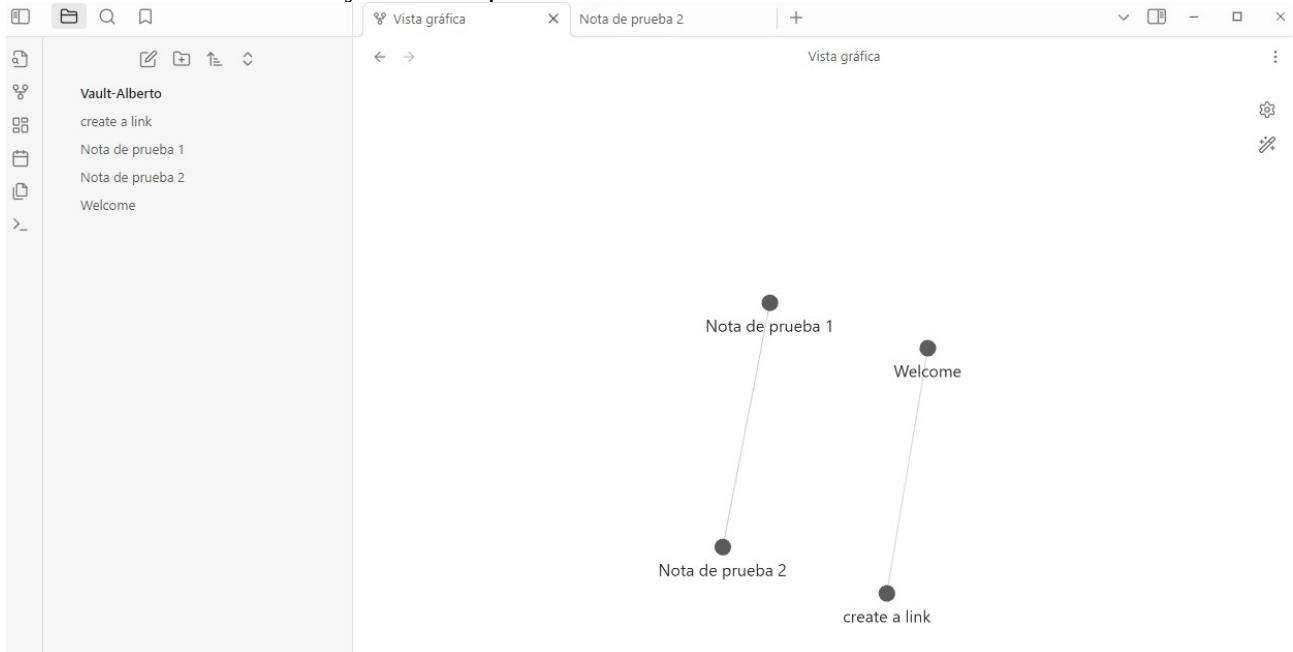 Vista gráfica
Nota de prueba 2
Vista gráfica
Vault-Alberto
create a link
Nota de prueba 1
Nota de prueba 2
Welcome
Nota de prueba 1
Welcome
Nota de prueba 2
create a link